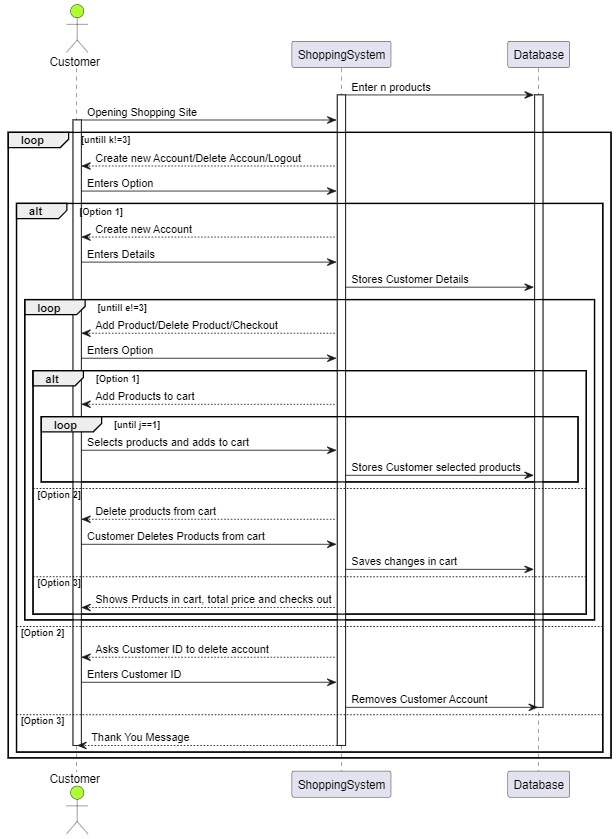 Customer
ShoppingSystem
Database
Enter n products
Opening Shopping Site
loop [untill k!=3]
Create new Account/Delete Accoun/Logout
Enters Option
alt [Option 1]
Create new Account
Enters Details
Stores Customer Details
loop [untill e!=3]
Add Product/Delete Product/Checkout
Enters Option
alt [Option 1]
Add Products to cart
loop [until j==1]
Selects products and adds to cart
Stores Customer selected products
[Option 2]
Delete products from cart
Customer Deletes Products from cart
Saves changes in cart
[Option 3]
Shows Prducts in cart, total price and checks out
[Option 2]
Asks Customer ID to delete account
Enters Customer ID
Removes Customer Account
[Option 3]
Thank You Message
Customer
ShoppingSystem
Database